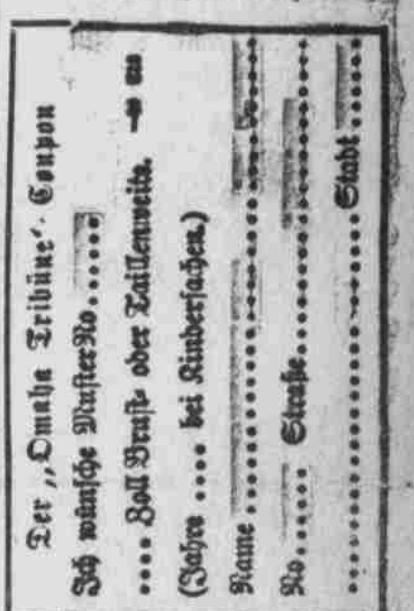 Der „Omaha Tribüne"- Coupon
Ich wünsche Muster No......
.... Zoll Brust- oder Taillenweite.
(Jahre .... bei Kindersachen.)
Name ....................
No...... Straße...............
.................... Stadt ......